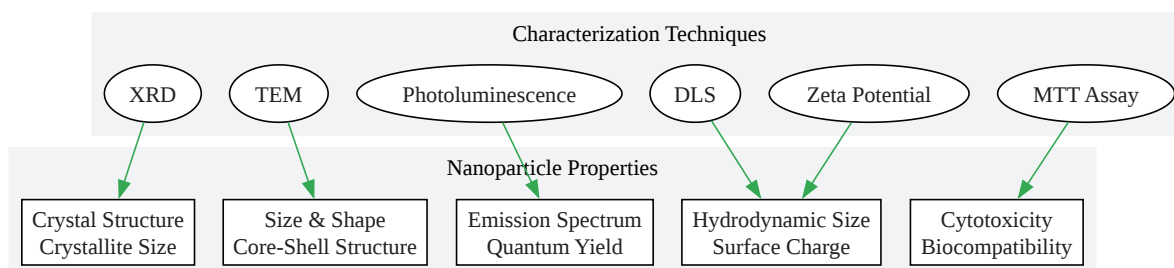 Characterization Techniques
XRD
TEM
Photoluminescence
DLS
Zeta Potential
MTT Assay
Nanoparticle Properties
Crystal Structure
Crystallite Size
Size & Shape
Core-Shell Structure
Emission Spectrum
Quantum Yield
Hydrodynamic Size
Surface Charge
Cytotoxicity
Biocompatibility